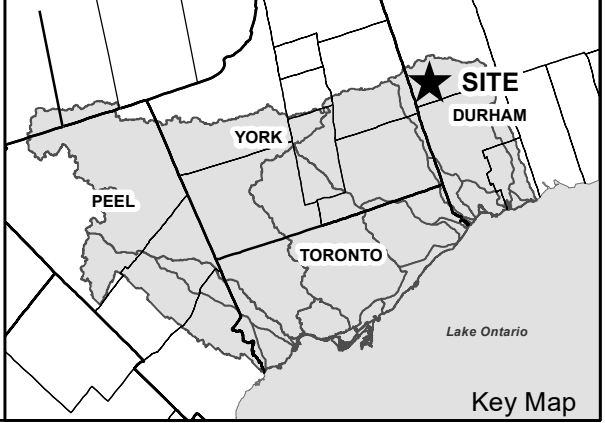 SITE
DURHAM
YORK
PEEL
TORONTO
Lake Ontario
Key Map